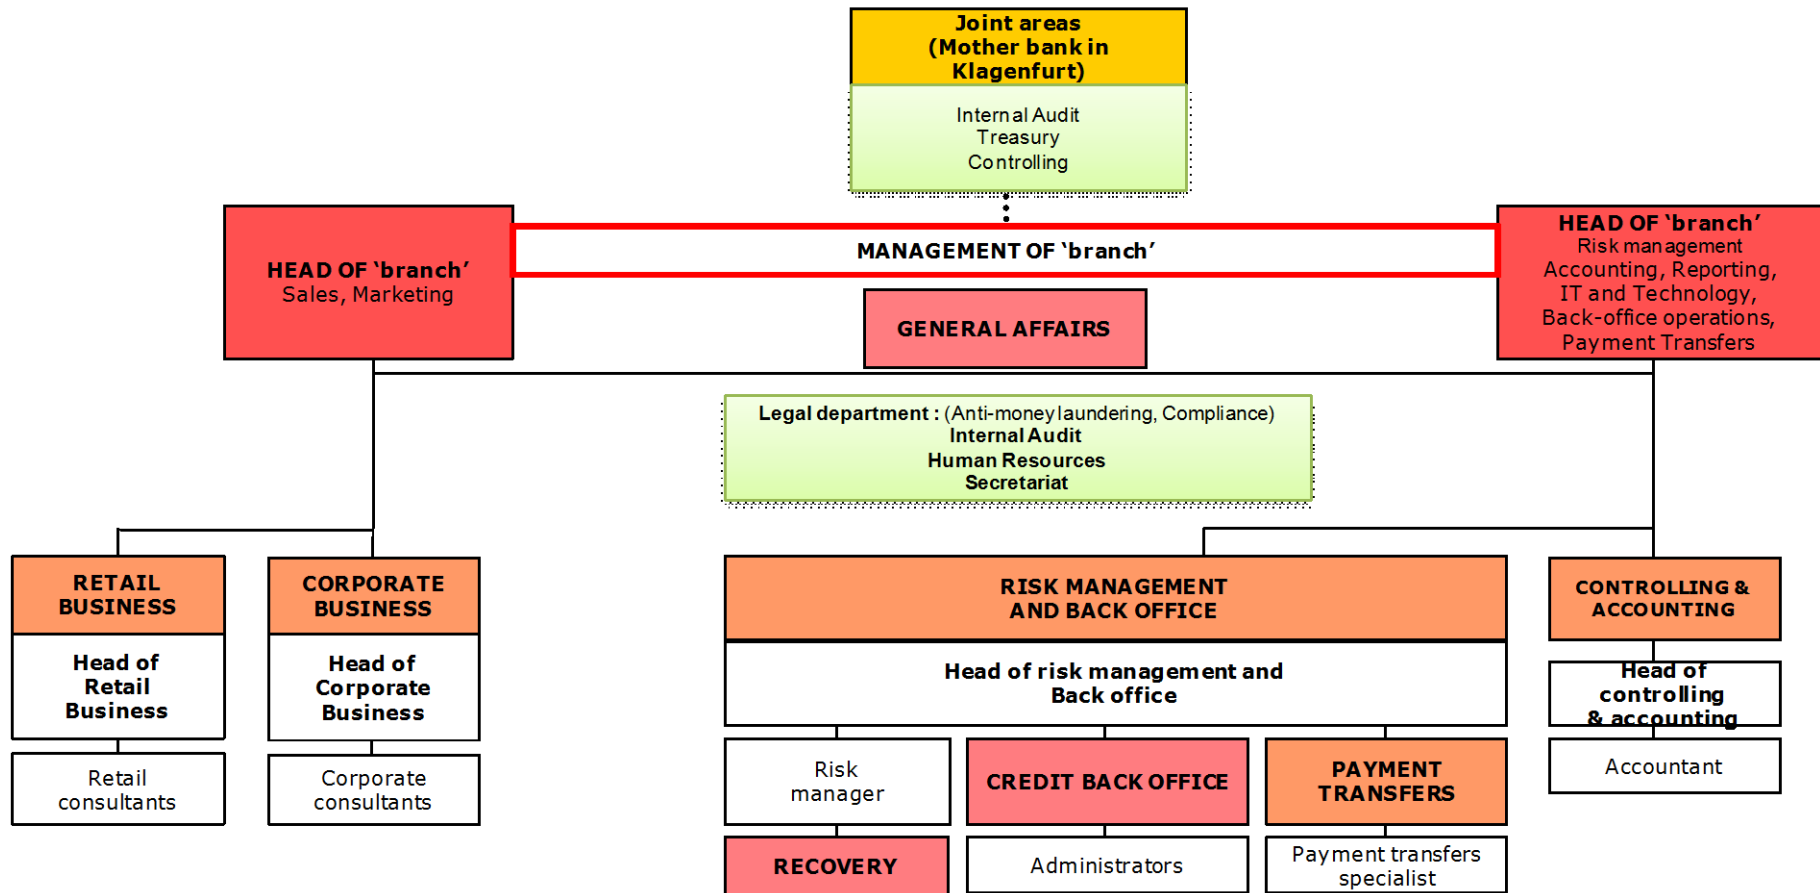 Joint areas
(Mother bank in
Klagenfurt)
Internal Audit
Treasury
Controlling
HEAD OF ‘branch’
Sales, Marketing
MANAGEMENT OF ‘branch’
HEAD OF ‘branch’
Risk management
Accounting, Reporting,
IT and Technology,
Back-office operations,
Payment Transfers
GENERAL AFFAIRS
Legal department : (Anti-money laundering, Compliance)
Internal Audit
Human Resources
Secretariat
RETAIL
BUSINESS
Head of
Retail
Business
Retail
consultants
CORPORATE
BUSINESS
Head of
Corporate
Business
Corporate
consultants
RISK MANAGEMENT
AND BACK OFFICE
Head of risk management and
Back office
Risk
manager
RECOVERY
CREDIT BACK OFFICE
Administrators
PAYMENT
TRANSFERS
Payment transfers
specialist
CONTROLLING &
ACCOUNTING
Head of
controlling
& accounting
Accountant